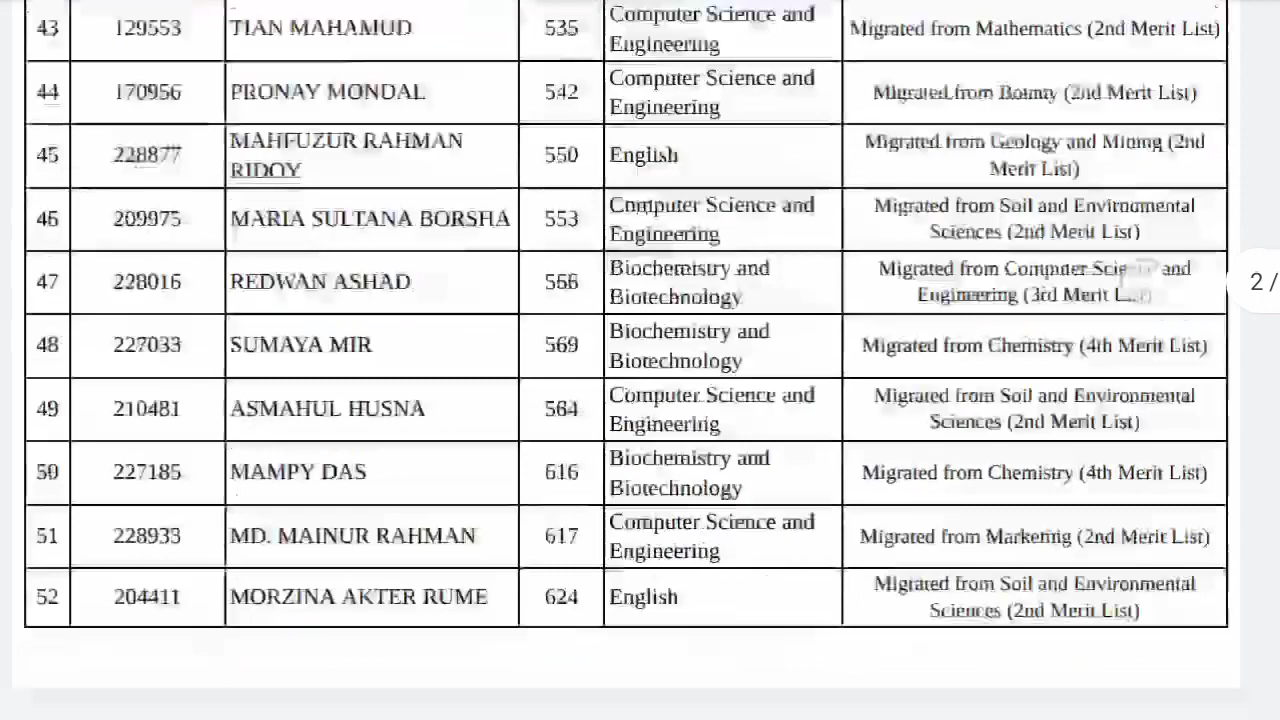 43 129553 TIAN MAHAMUD 535 Computer Science and Engineering Migrated from Mathematics (2nd Merit List)
44 170956 PRONAY MONDAL 542 Computer Science and Engineering Migrated from Botany (2nd Merit List)
45 228877 MAHFUZUR RAHMAN RIDOY 550 English Migrated from Geology and Mining (2nd Merit List)
46 209975 MARIA SULTANA BORSHA 553 Computer Science and Engineering Migrated from Soil and Environmental Sciences (2nd Merit List)
47 228016 REDWAN ASHAD Biochemistry and Biotechnology Migrated from Computer and Engineering (3rd Merit
48 227033 SUMAYA MIR 569 Biochemistry and Biotechnology Migrated from Chemistry (4th Merit List)
49 210481 ASMAHUL HUSNA Computer Science and Engineering Migrated from Soil and Environmental Sciences (2nd Merit List)
50 227185 MAMPY DAS 616 Biochemistry and Biotechnology Migrated from Chemistry (4th Merit List)
51 228933 MD. MAINUR RAHMAN 617 Computer Science and Engineering Migrated from Marketing (2nd Merit List)
52 204411 MORZINA AKTER RUME 624 English Migrated from Soil and Environmental Sciences (2nd Merit List)
2 /